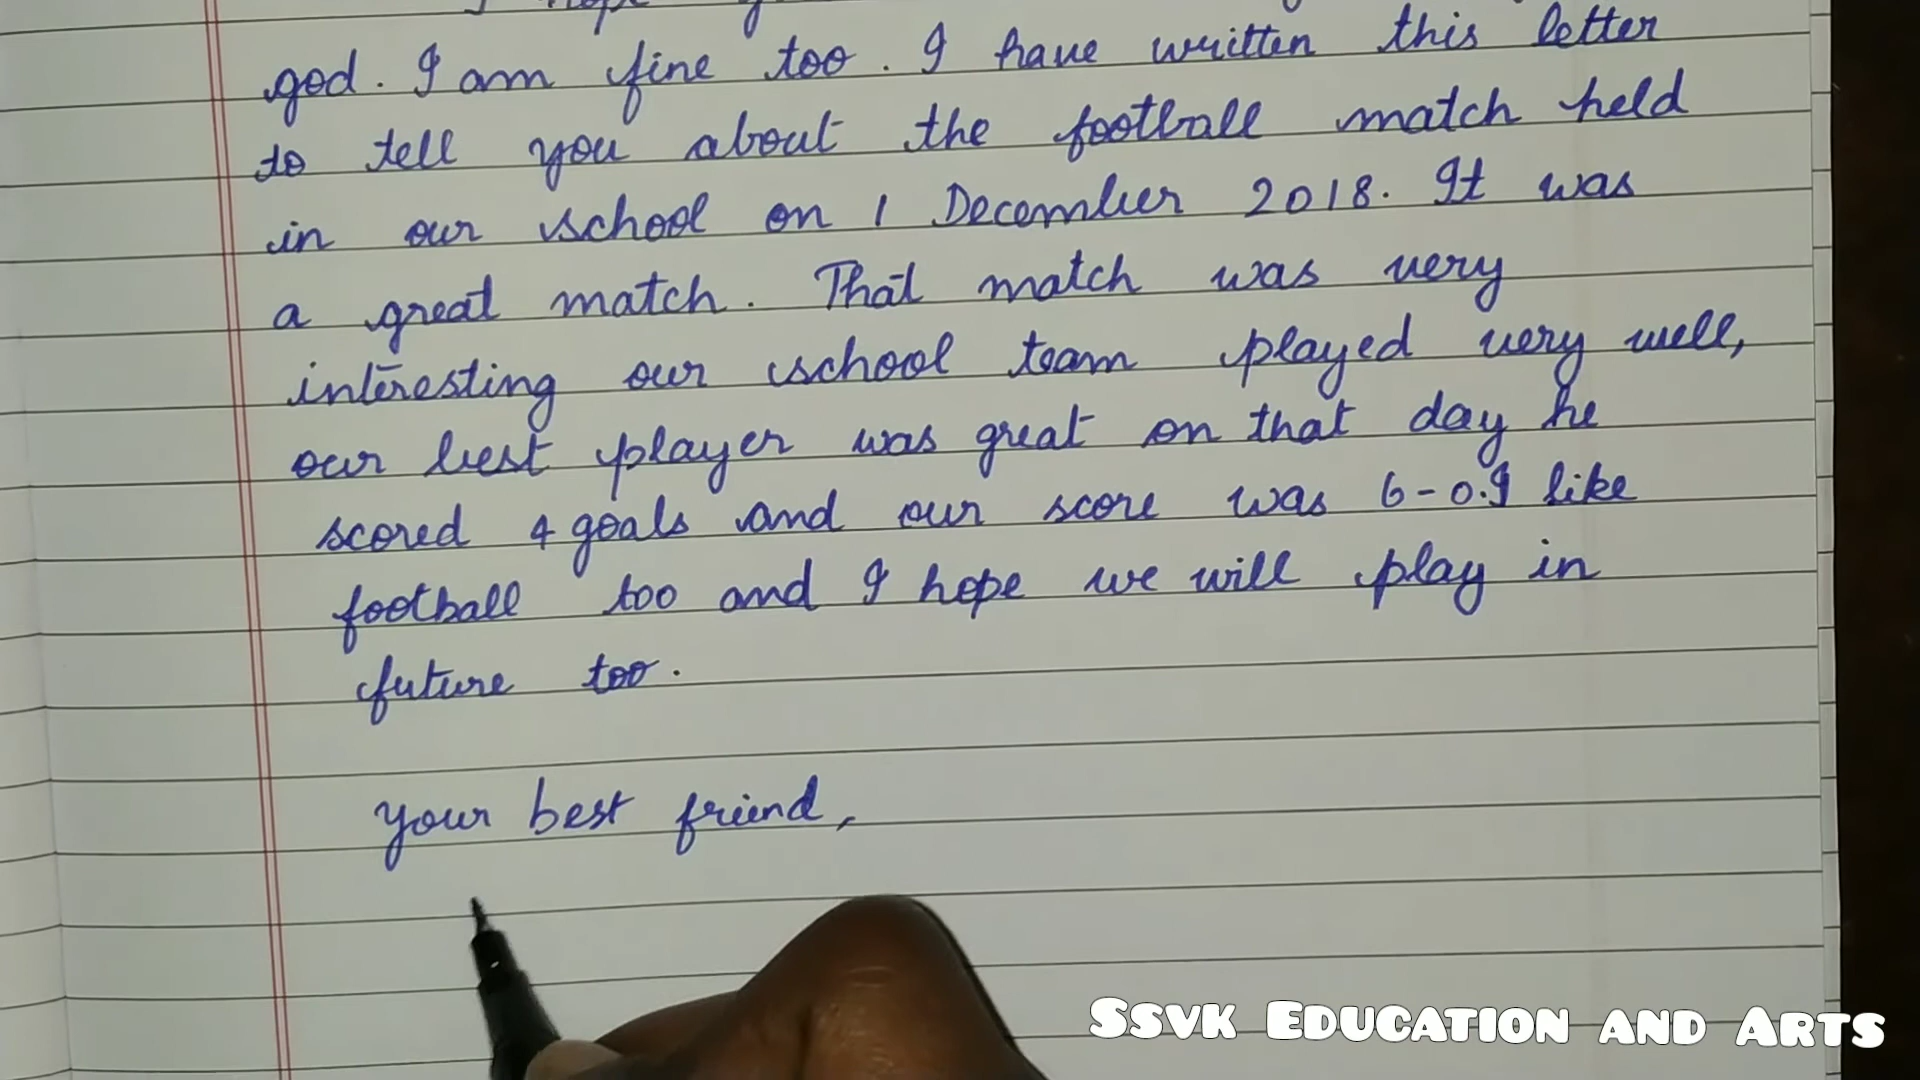 hope
god. I am fine too. I have written this letter
to tell you about the football match held
in our school on 1 December 2018. It was
a great match. That match was very
interesting our school team played very well,
our best player was great on that day he
scored 4 goals and our score was 6-0.I like
football too and I hope we will play in
future too.
your best friend,
SSVK EDUCATION AND ARTS